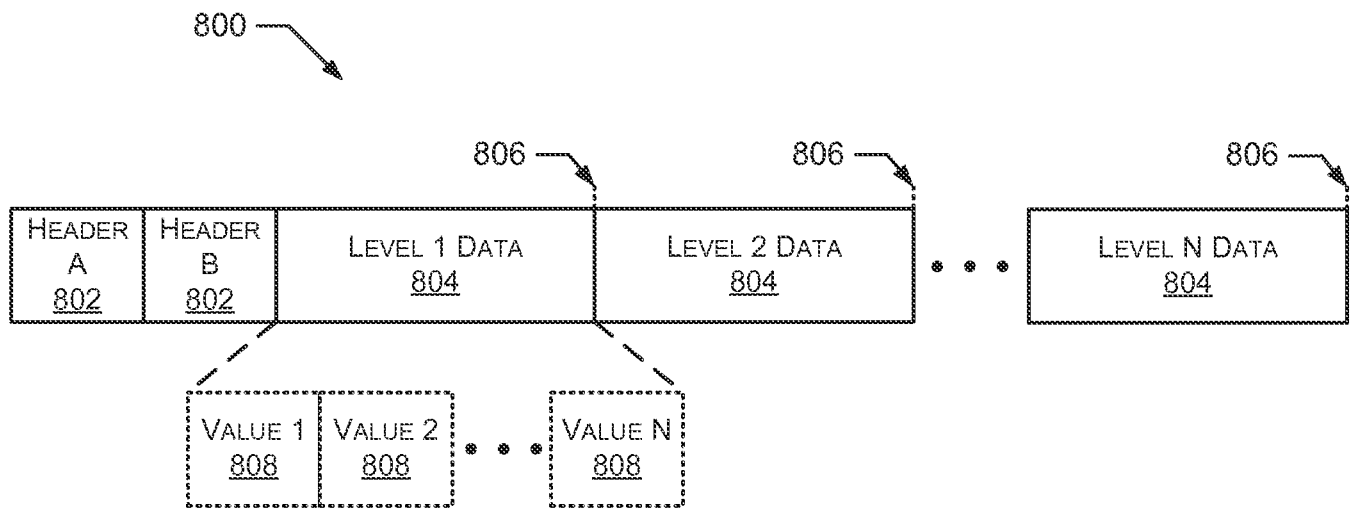 800
806 806 806
HEADER HEADER LEVEL 1 DATA LEVEL 2 DATA LEVEL N DATA
A B 804 804 804
802 802
VALUE 1 VALUE 2 VALUE N
808 808 808